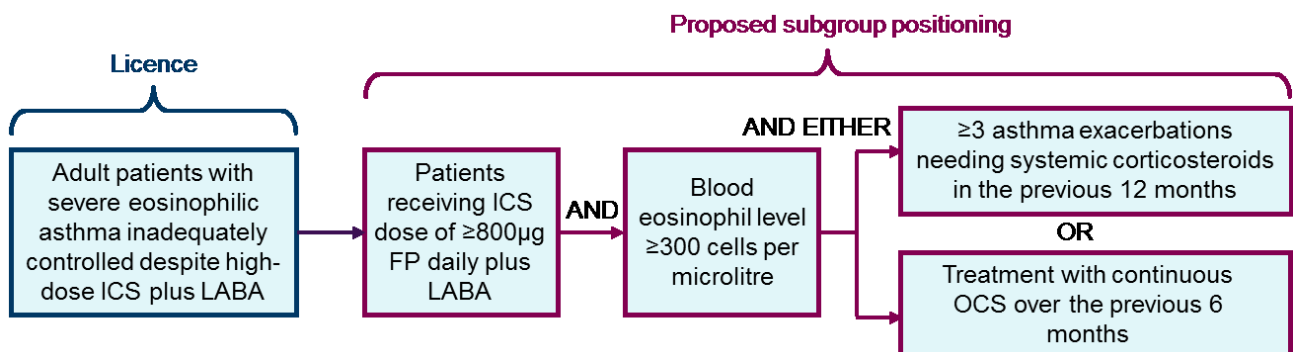 Proposed subgroup positioning
Licence
Adult patients with
severe eosinophilic
asthma inadequately
controlled despite high-
dose ICS plus LABA
Patients
receiving ICS
dose of ≥800µg
FP daily plus
LABA
AND
Blood
eosinophil level
≥300 cells per
microlitre
AND EITHER
≥3 asthma exacerbations
needing systemic corticosteroids
in the previous 12 months
OR
Treatment with continuous
OCS over the previous 6
months